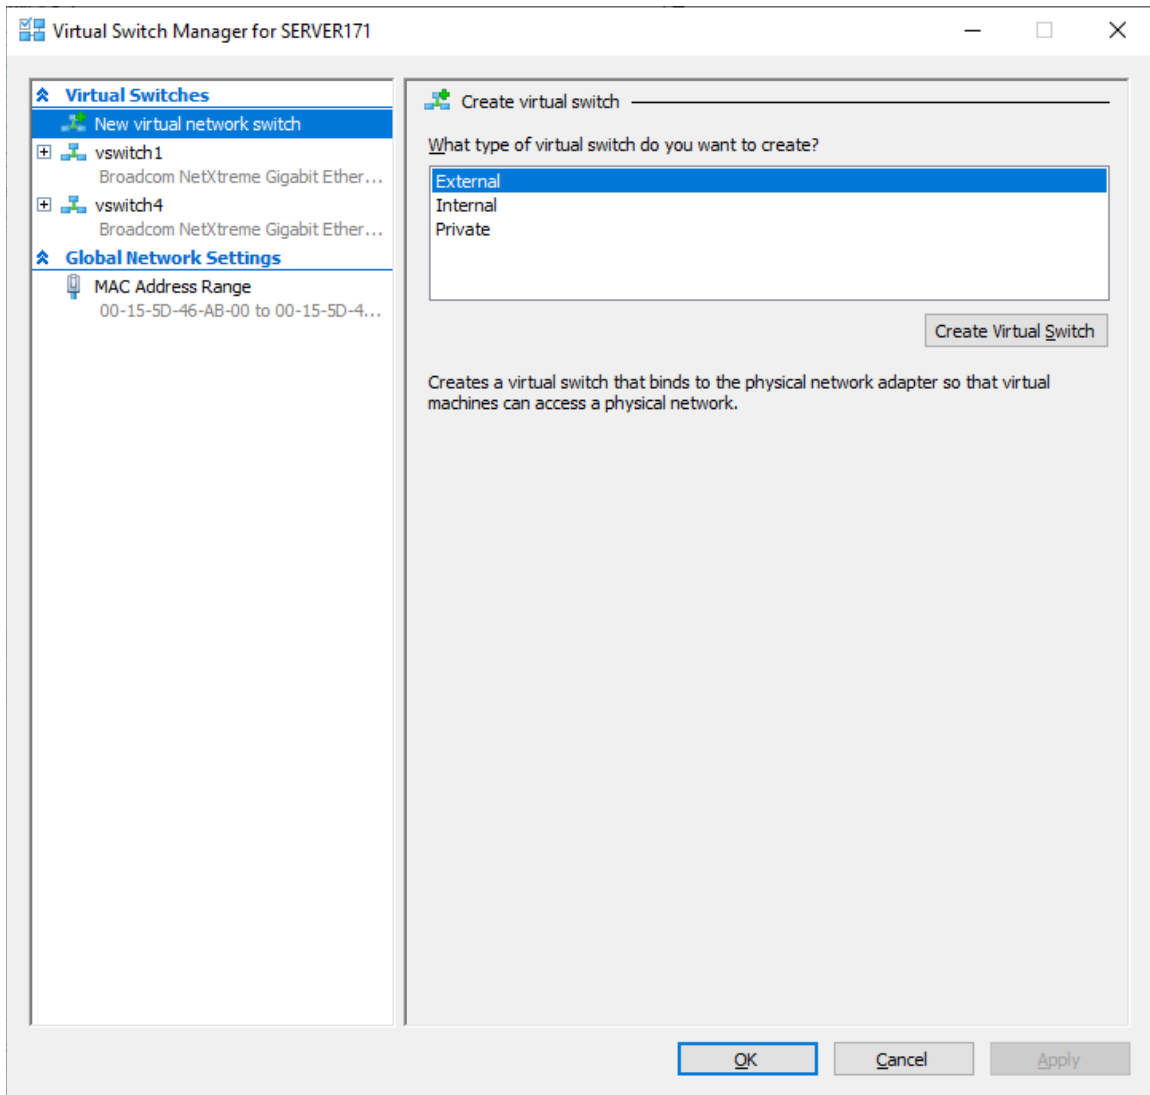 Virtual Switch Manager for SERVER171
Virtual Switches
New virtual network switch
vswitch1
Broadcom NetXtreme Gigabit Ether...
vswitch4
Broadcom NetXtreme Gigabit Ether...
Global Network Settings
MAC Address Range
00-15-5D-46-AB-00 to 00-15-5D-4...
Create virtual switch
What type of virtual switch do you want to create?
External
Internal
Private
Create Virtual Switch
Creates a virtual switch that binds to the physical network adapter so that virtual
machines can access a physical network.
OK
Cancel
Apply